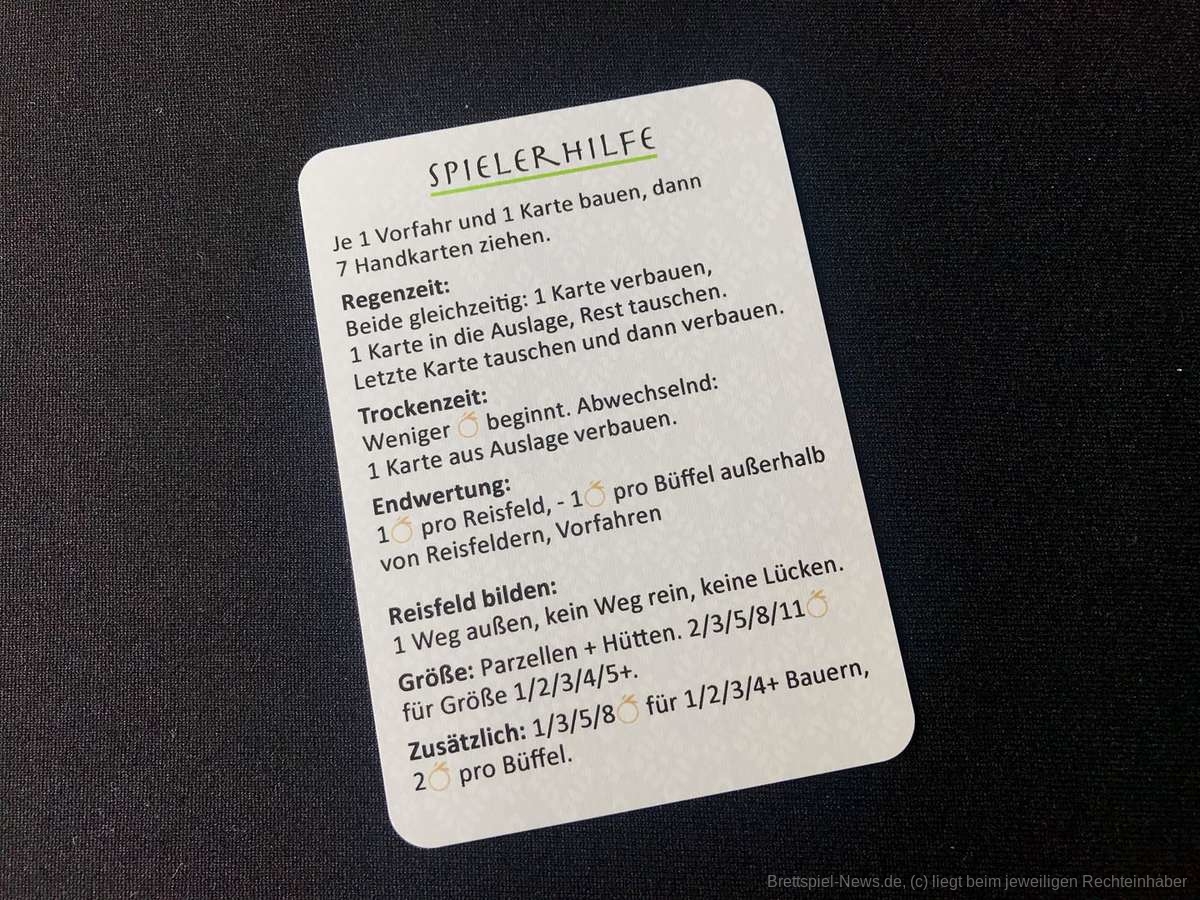 SPIELERHILFE
Je 1 Vorfahr und 1 Karte bauen, dann
7 Handkarten ziehen.
Regenzeit:
Beide gleichzeitig: 1 Karte verbauen,
1 Karte in die Auslage, Rest tauschen.
Letzte Karte tauschen und dann verbauen.
Trockenzeit:
Weniger beginnt. Abwechselnd:
1 Karte aus Auslage verbauen.
Endwertung:
1 pro Reisfeld, - 1 pro Büffel außerhalb
von Reisfeldern, Vorfahren
Reisfeld bilden:
1 Weg außen, kein Weg rein, keine Lücken.
Größe: Parzellen + Hütten. 2/3/5/8/11
für Größe 1/2/3/4/5+.
Zusätzlich: 1/3/5/8 für 1/2/3/4+ Bauern,
2 pro Büffel.
Brettspiel-News.de, (c) liegt beim jeweiligen Rechteinhaber